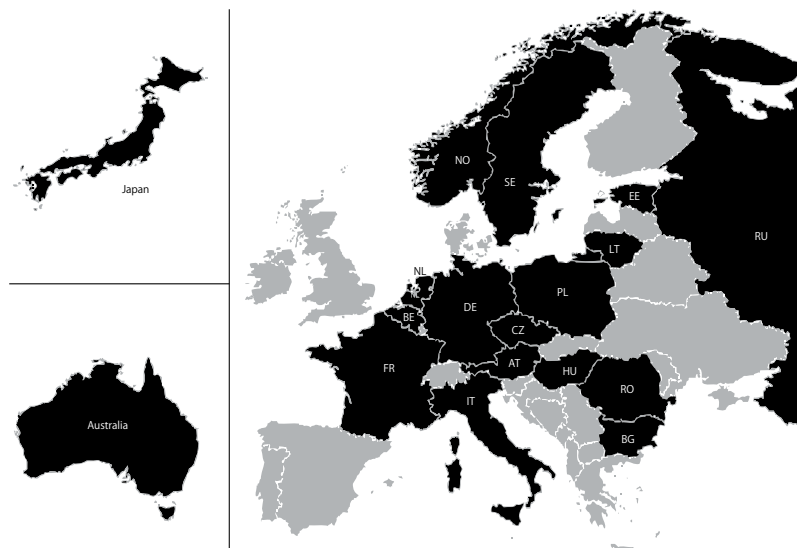 Japan
Australia
NO
SE
EE
RU
LT
NL
PL
DE
BE
CZ
AT
FR
HU
RO
IT
BG